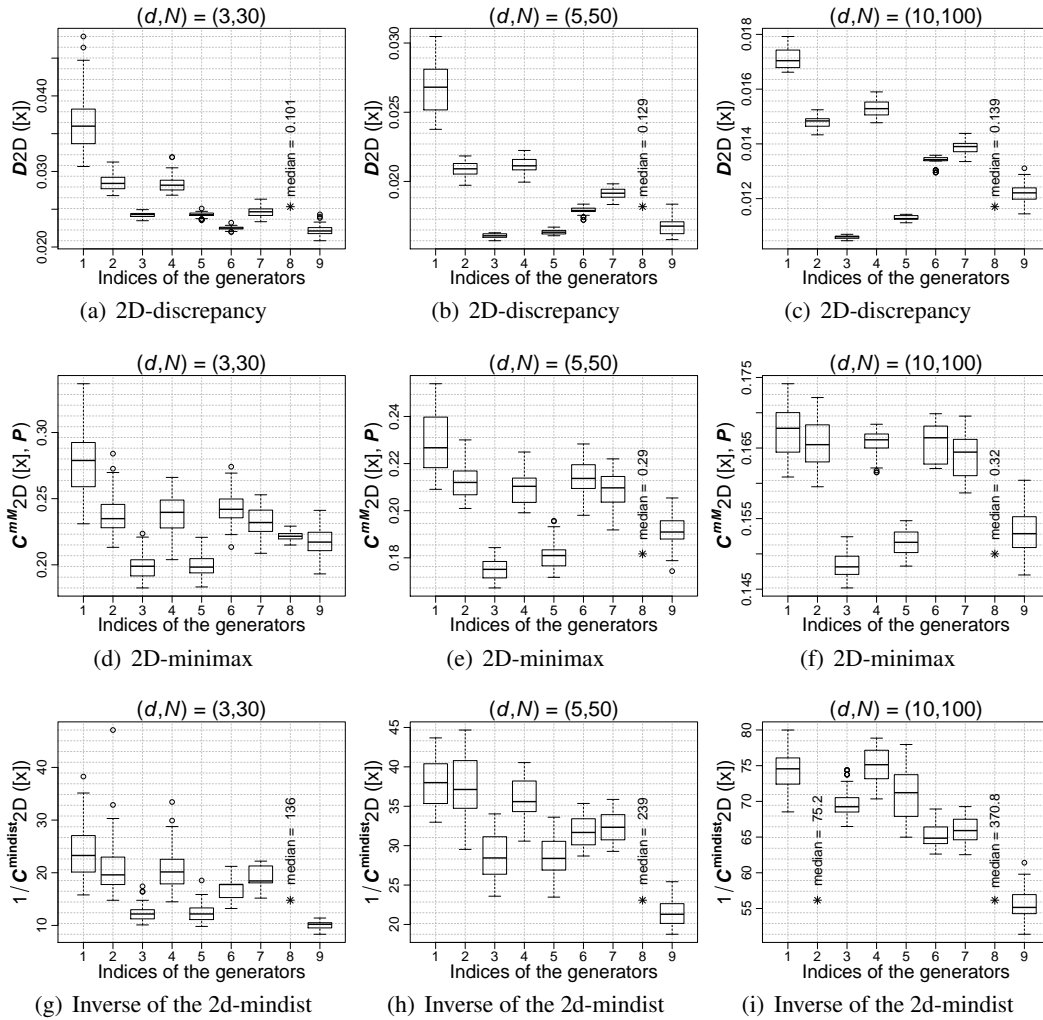 (d,N) = (3,30)
D2D ([x])
0.020 0.030 0.040
median = 0.101
1 2 3 4 5 6 7 8 9
Indices of the generators
(a) 2D-discrepancy
(d,N) = (5,50)
D2D ([x])
0.020 0.025 0.030
median = 0.129
1 2 3 4 5 6 7 8 9
Indices of the generators
(b) 2D-discrepancy
(d,N) = (10,100)
D2D ([x])
0.012 0.014 0.016 0.018
median = 0.139
1 2 3 4 5 6 7 8 9
Indices of the generators
(c) 2D-discrepancy
(d,N) = (3,30)
C^mM2D ([x], P)
0.20 0.25 0.30
1 2 3 4 5 6 7 8 9
Indices of the generators
(d) 2D-minimax
(d,N) = (5,50)
C^mM2D ([x], P)
0.18 0.20 0.22 0.24
median = 0.29
1 2 3 4 5 6 7 8 9
Indices of the generators
(e) 2D-minimax
(d,N) = (10,100)
C^mM2D ([x], P)
0.145 0.155 0.165 0.175
median = 0.32
1 2 3 4 5 6 7 8 9
Indices of the generators
(f) 2D-minimax
(d,N) = (3,30)
1 / C^mindist2D ([x])
10 20 30 40
median = 136
1 2 3 4 5 6 7 8 9
Indices of the generators
(g) Inverse of the 2d-mindist
(d,N) = (5,50)
1 / C^mindist2D ([x])
20 25 30 35 40 45
median = 239
1 2 3 4 5 6 7 8 9
Indices of the generators
(h) Inverse of the 2d-mindist
(d,N) = (10,100)
1 / C^mindist2D ([x])
55 60 65 70 75 80
median = 75.2
median = 370.8
1 2 3 4 5 6 7 8 9
Indices of the generators
(i) Inverse of the 2d-mindist